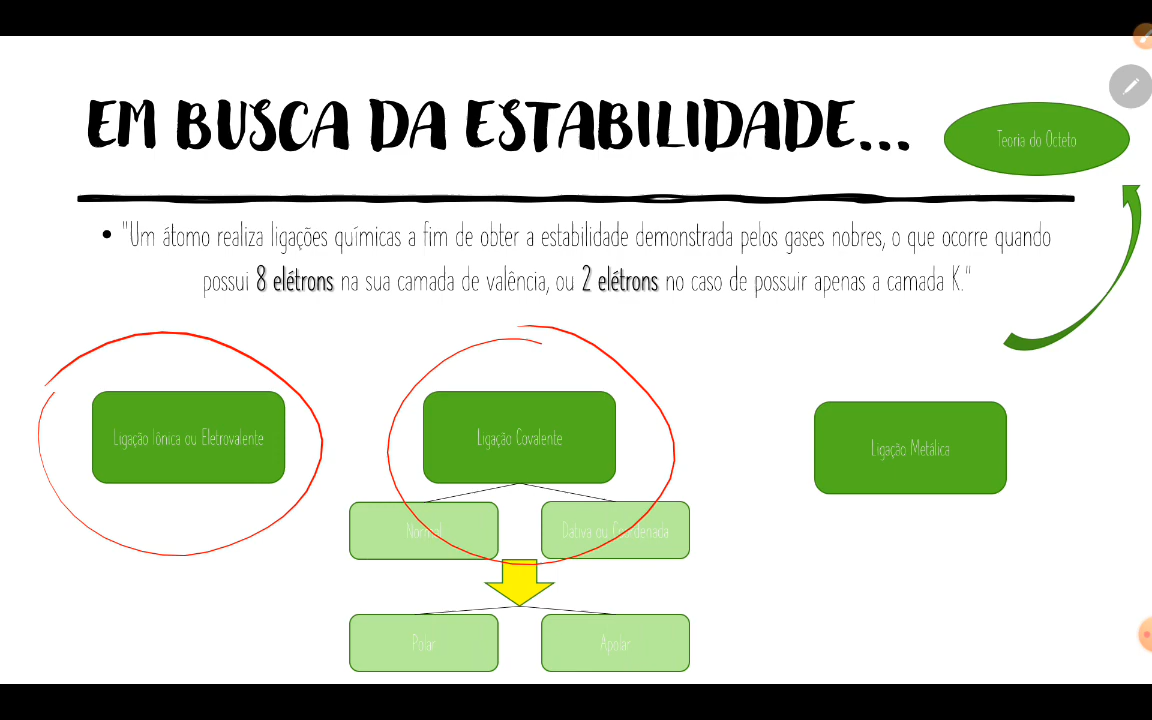 EM BUSCA DA ESTABILIDADE...
Teoria do Octeto
• "Um átomo realiza ligações químicas a fim de obter a estabilidade demonstrada pelos gases nobres, o que ocorre quando
possui 8 elétrons na sua camada de valência, ou 2 elétrons no caso de possuir apenas a camada K."
Ligação Iônica ou Eletrovalente
Ligação Covalente
Ligação Metálica
Normal
Dativa ou Coordenada
Polar
Apolar